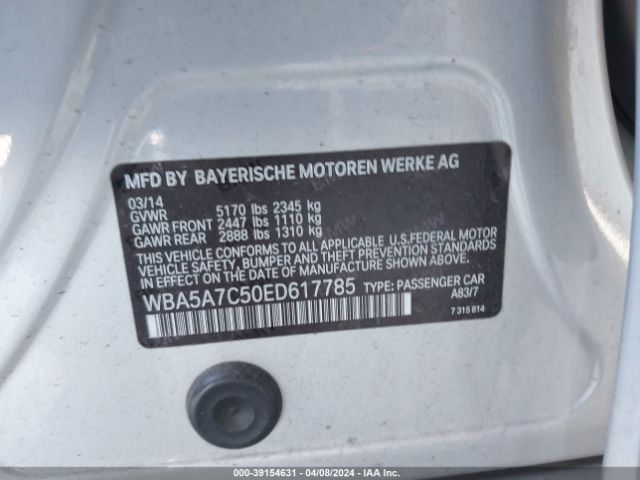 MFD BY BAYERISCHE MOTOREN WERKE AG
03/14
GVWR 5170 lbs 2345 kg
GAWR FRONT 2447 lbs 1110 kg
GAWR REAR 2888 lbs 1310 kg
THIS VEHICLE CONFORMS TO ALL APPLICABLE U.S. FEDERAL MOTOR
VEHICLE SAFETY, BUMPER AND THEFT PREVENTION STANDARDS
IN EFFECT ON THE DATE OF MANUFACTURE SHOWN ABOVE.
WBA5A7C50ED617785 TYPE: PASSENGER CAR
A83/7
7 315 814
000-39154631 - 04/08/2024 - IAA Inc.